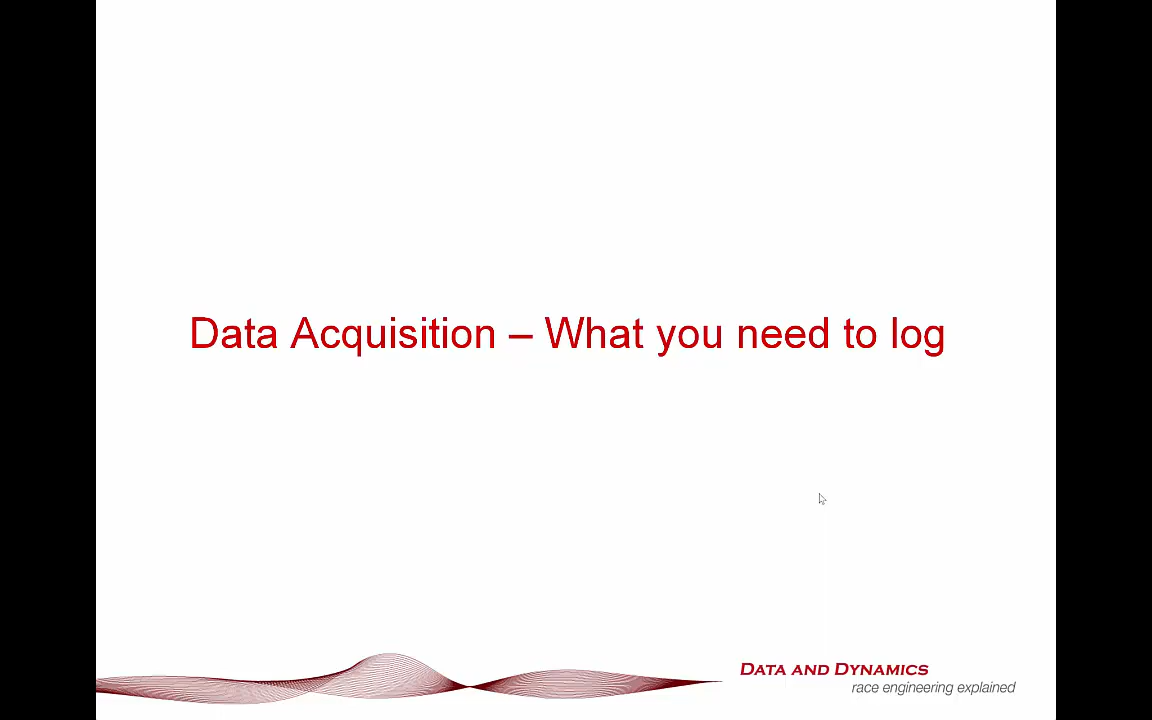 Data Acquisition – What you need to log
DATA AND DYNAMICS
race engineering explained